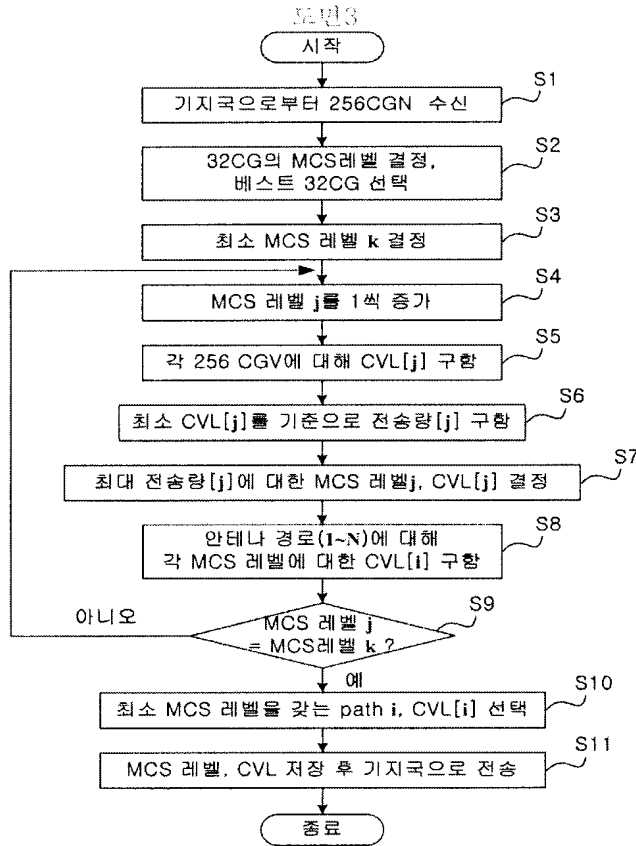 도면3
시작
S1
기지국으로부터 256CGN 수신
S2
32CG의 MCS레벨 결정,
베스트 32CG 선택
S3
최소 MCS 레벨 k 결정
S4
MCS 레벨 j를 1씩 증가
S5
각 256 CGV에 대해 CVL[j] 구함
S6
최소 CVL[j]를 기준으로 전송량[j] 구함
S7
최대 전송량[j]에 대한 MCS 레벨j, CVL[j] 결정
S8
안테나 경로(1~N)에 대해
각 MCS 레벨에 대한 CVL[i] 구함
S9
아니오
MCS 레벨 j
= MCS레벨 k ?
예
S10
최소 MCS 레벨을 갖는 path i, CVL[i] 선택
S11
MCS 레벨, CVL 저장 후 기지국으로 전송
종료